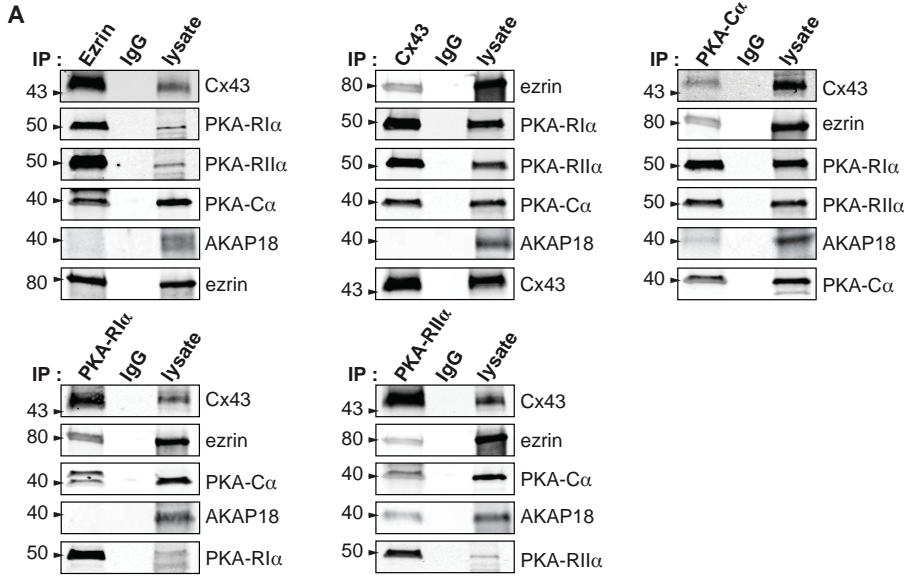 A
IP : Ezrin IgG lysate
43 Cx43
50 PKA-RIα
50 PKA-RIIα
40 PKA-Cα
40 AKAP18
80 ezrin
IP : Cx43 IgG lysate
80 ezrin
50 PKA-RIα
50 PKA-RIIα
40 PKA-Cα
40 AKAP18
43 Cx43
IP : PKA-Cα IgG lysate
43 Cx43
80 ezrin
50 PKA-RIα
50 PKA-RIIα
40 AKAP18
40 PKA-Cα
IP : PKA-RIα IgG lysate
43 Cx43
80 ezrin
40 PKA-Cα
40 AKAP18
50 PKA-RIα
IP : PKA-RIIα IgG lysate
43 Cx43
80 ezrin
40 PKA-Cα
40 AKAP18
50 PKA-RIIα